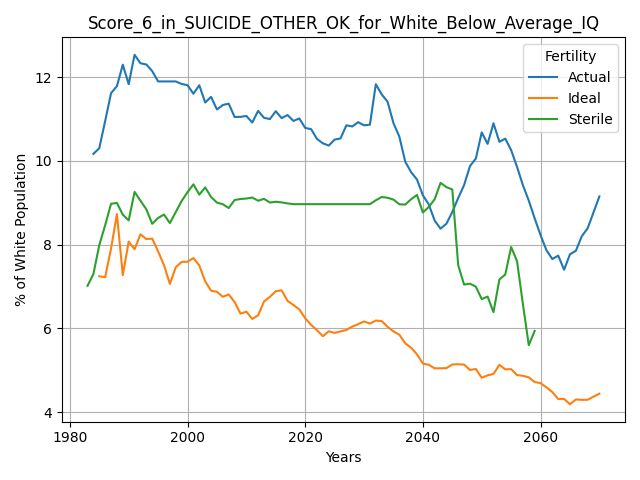 Score_6_in_SUICIDE_OTHER_OK_for_White_Below_Average_IQ
Fertility
Actual
Ideal
Sterile
% of White Population
12
10
8
6
4
1980
2000
2020
2040
2060
Years